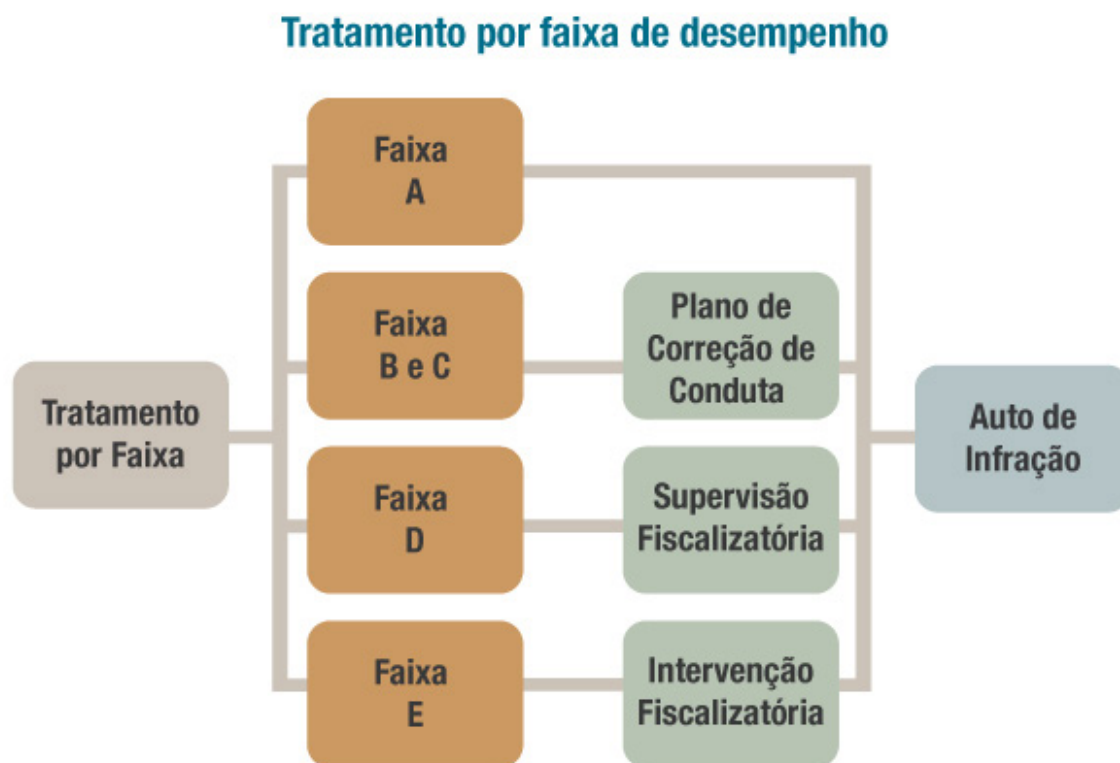 Tratamento por faixa de desempenho
Faixa
A
Faixa
B e C
Plano de
Correção de
Conduta
Tratamento
por Faixa
Auto de
Infração
Faixa
D
Supervisão
Fiscalizatória
Faixa
E
Intervenção
Fiscalizatória